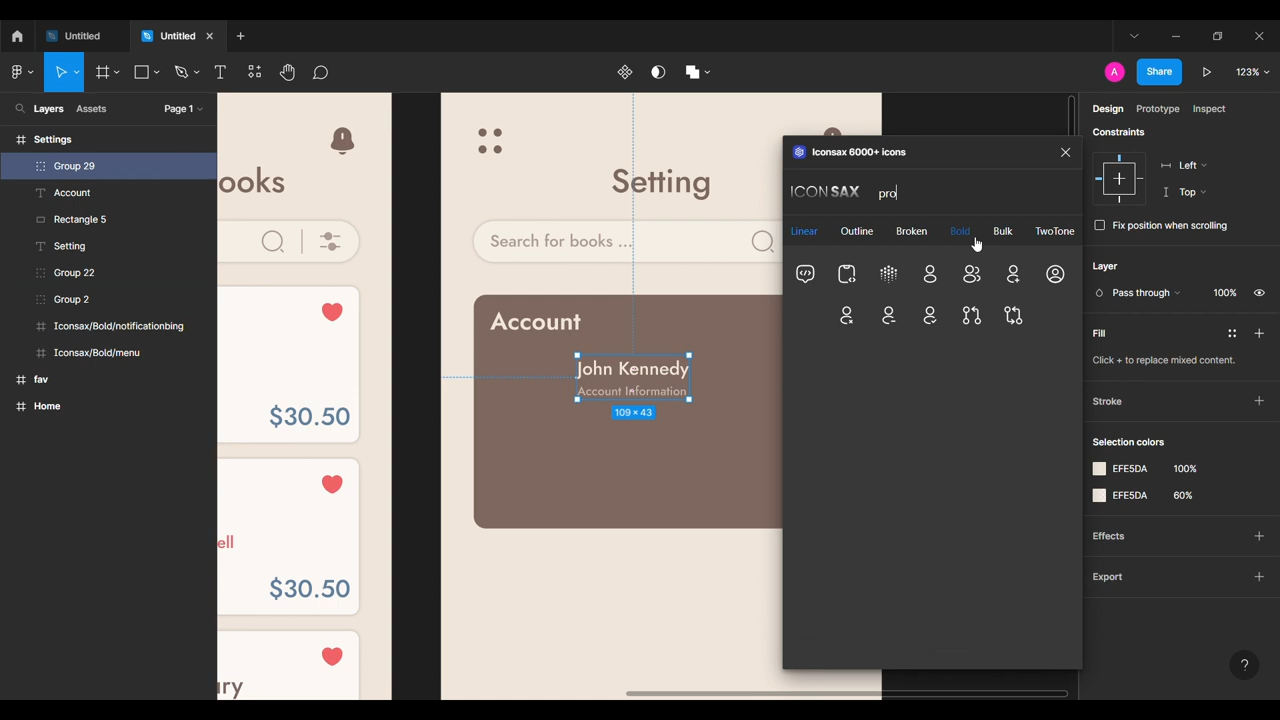 Untitled
Untitled
A
Share
123%
Layers
Assets
Page 1
Settings
Group 29
Account
Rectangle 5
Setting
Group 22
Group 2
Iconsax/Bold/notificationbing
Iconsax/Bold/menu
fav
Home
ooks
$30.50
ell
$30.50
ry
Setting
Search for books ...
Account
John Kennedy
Account Information
109 × 43
Iconsax 6000+ icons
ICONSAX
pro
Linear
Outline
Broken
Bold
Bulk
TwoTone
Design
Prototype
Inspect
Constraints
Left
Top
Fix position when scrolling
Layer
Pass through
100%
Fill
Click + to replace mixed content.
Stroke
Selection colors
EFE5DA 100%
EFE5DA 60%
Effects
Export
?